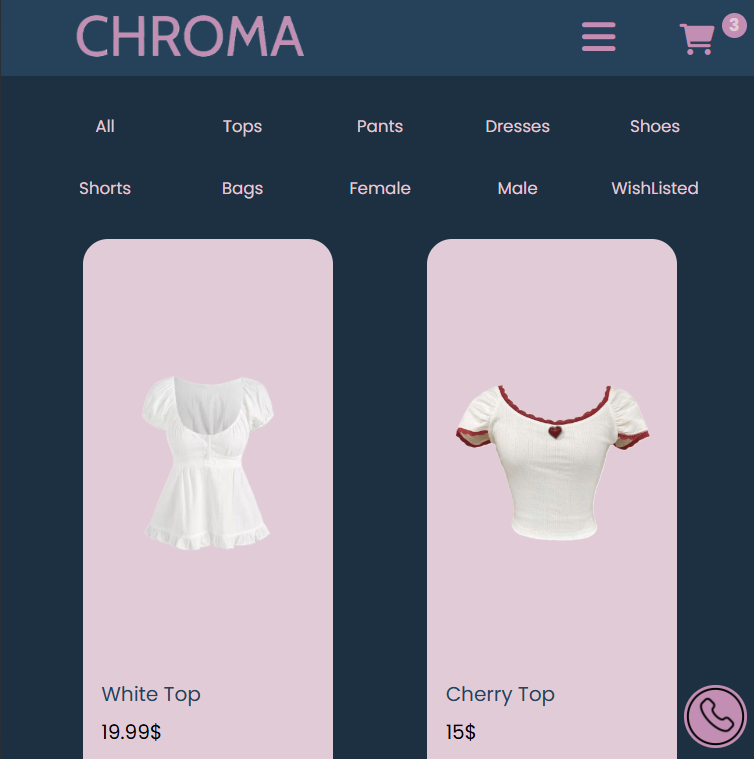 CHROMA 3
All Tops Pants Dresses Shoes
Shorts Bags Female Male WishListed
White Top Cherry Top
19.99$ 15$